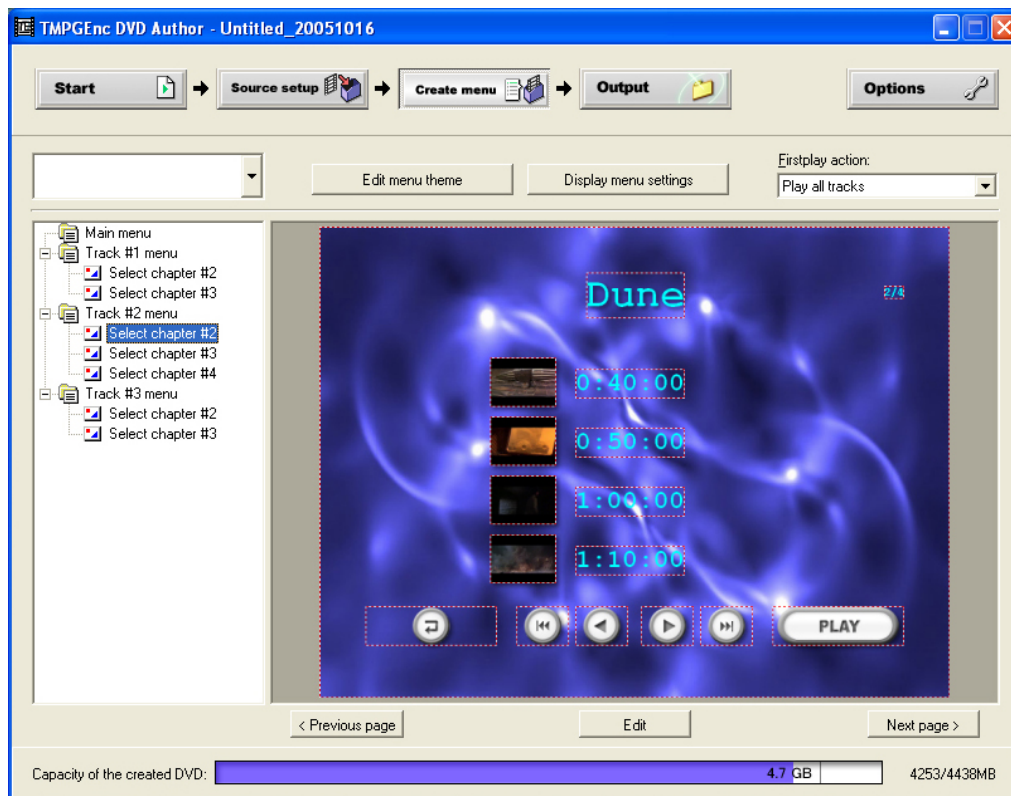 TMPGEnc DVD Author - Untitled_20051016
Start
Source setup
Create menu
Output
Options
Edit menu theme
Display menu settings
Firstplay action:
Play all tracks
Main menu
Track #1 menu
Select chapter #2
Select chapter #3
Track #2 menu
Select chapter #2
Select chapter #3
Select chapter #4
Track #3 menu
Select chapter #2
Select chapter #3
Dune
2/4
0:40:00
0:50:00
1:00:00
1:10:00
PLAY
< Previous page
Edit
Next page >
Capacity of the created DVD:
4.7 GB
4253/4438MB